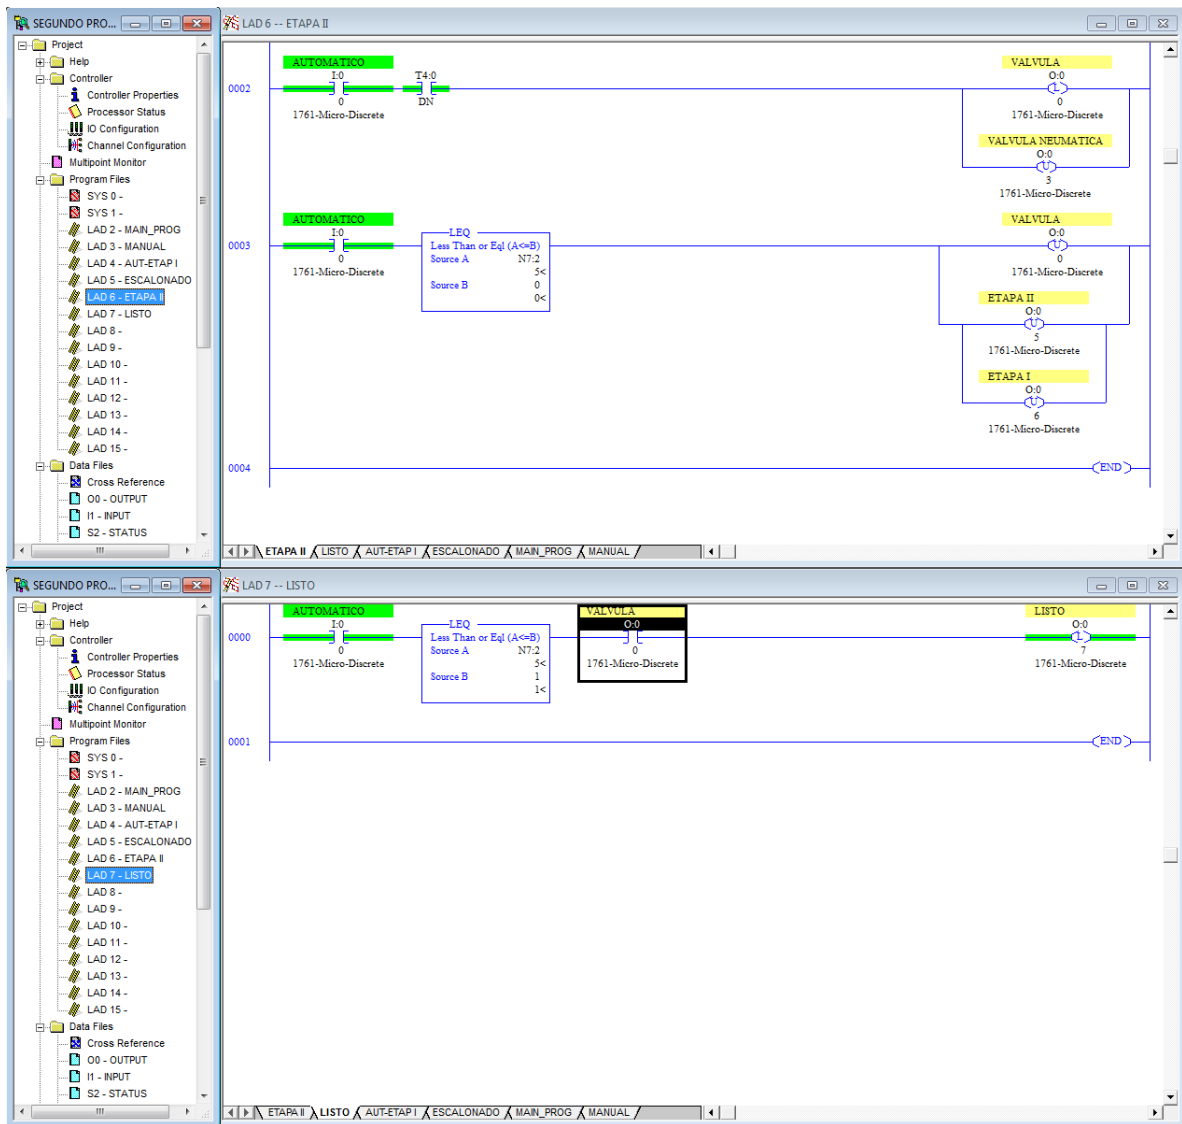 SEGUNDO PRO...
LAD 6 -- ETAPA II
Project
Help
Controller
Controller Properties
Processor Status
IO Configuration
Channel Configuration
Multipoint Monitor
Program Files
SYS 0 -
SYS 1 -
LAD 2 - MAIN_PROG
LAD 3 - MANUAL
LAD 4 - AUT-ETAP I
LAD 5 - ESCALONADO
LAD 6 - ETAPA II
LAD 7 - LISTO
LAD 8 -
LAD 9 -
LAD 10 -
LAD 11 -
LAD 12 -
LAD 13 -
LAD 14 -
LAD 15 -
Data Files
Cross Reference
O0 - OUTPUT
I1 - INPUT
S2 - STATUS
AUTOMATICO
VALVULA
I:0
T4:0
O:0
0002
L
0
DN
0
1761-Micro-Discrete
1761-Micro-Discrete
VALVULA NEUMATICA
O:0
U
3
1761-Micro-Discrete
AUTOMATICO
VALVULA
I:0
LEQ
O:0
0003
Less Than or Eql (A<=B)
U
0
Source A N7:2
0
1761-Micro-Discrete
5<
1761-Micro-Discrete
Source B 0
0<
ETAPA II
O:0
U
5
1761-Micro-Discrete
ETAPA I
O:0
U
6
1761-Micro-Discrete
0004
END
ETAPA II LISTO AUT-ETAP I ESCALONADO MAIN_PROG MANUAL
SEGUNDO PRO...
LAD 7 -- LISTO
Project
Help
Controller
Controller Properties
Processor Status
IO Configuration
Channel Configuration
Multipoint Monitor
Program Files
SYS 0 -
SYS 1 -
LAD 2 - MAIN_PROG
LAD 3 - MANUAL
LAD 4 - AUT-ETAP I
LAD 5 - ESCALONADO
LAD 6 - ETAPA II
LAD 7 - LISTO
LAD 8 -
LAD 9 -
LAD 10 -
LAD 11 -
LAD 12 -
LAD 13 -
LAD 14 -
LAD 15 -
Data Files
Cross Reference
O0 - OUTPUT
I1 - INPUT
S2 - STATUS
AUTOMATICO
VALVULA
LISTO
I:0
LEQ
O:0
O:0
0000
Less Than or Eql (A<=B)
L
0
Source A N7:2
0
7
1761-Micro-Discrete
5<
1761-Micro-Discrete
1761-Micro-Discrete
Source B 1
1<
0001
END
ETAPA II LISTO AUT-ETAP I ESCALONADO MAIN_PROG MANUAL